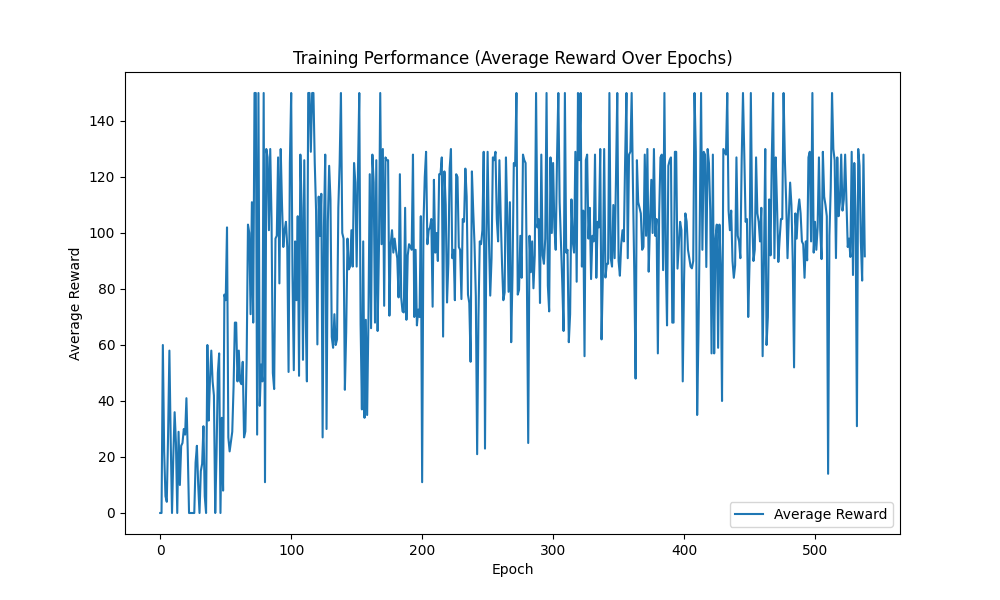 Training Performance (Average Reward Over Epochs)
Average Reward
140
120
100
80
60
40
20
0
0 100 200 300 400 500
Epoch
Average Reward